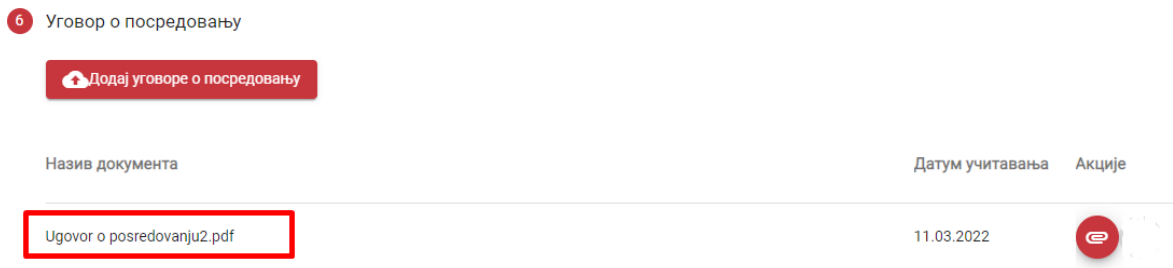 6 Уговор о посредовању
Додај уговоре о посредовању
Назив документа Датум учитавања Акције
Ugovor o posredovanju2.pdf 11.03.2022